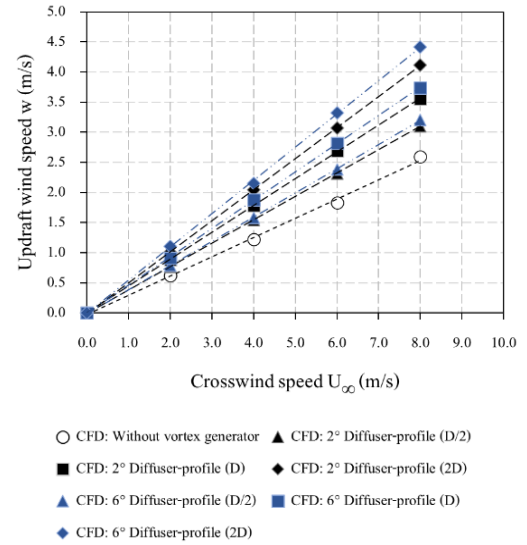 5.0
4.5
4.0
3.5
3.0
2.5
2.0
1.5
1.0
0.5
0.0
Updraft wind speed w (m/s)
0.0 1.0 2.0 3.0 4.0 5.0 6.0 7.0 8.0 9.0 10.0
Crosswind speed U∞ (m/s)
CFD: Without vortex generator CFD: 2° Diffuser-profile (D/2)
CFD: 2° Diffuser-profile (D) CFD: 2° Diffuser-profile (2D)
CFD: 6° Diffuser-profile (D/2) CFD: 6° Diffuser-profile (D)
CFD: 6° Diffuser-profile (2D)